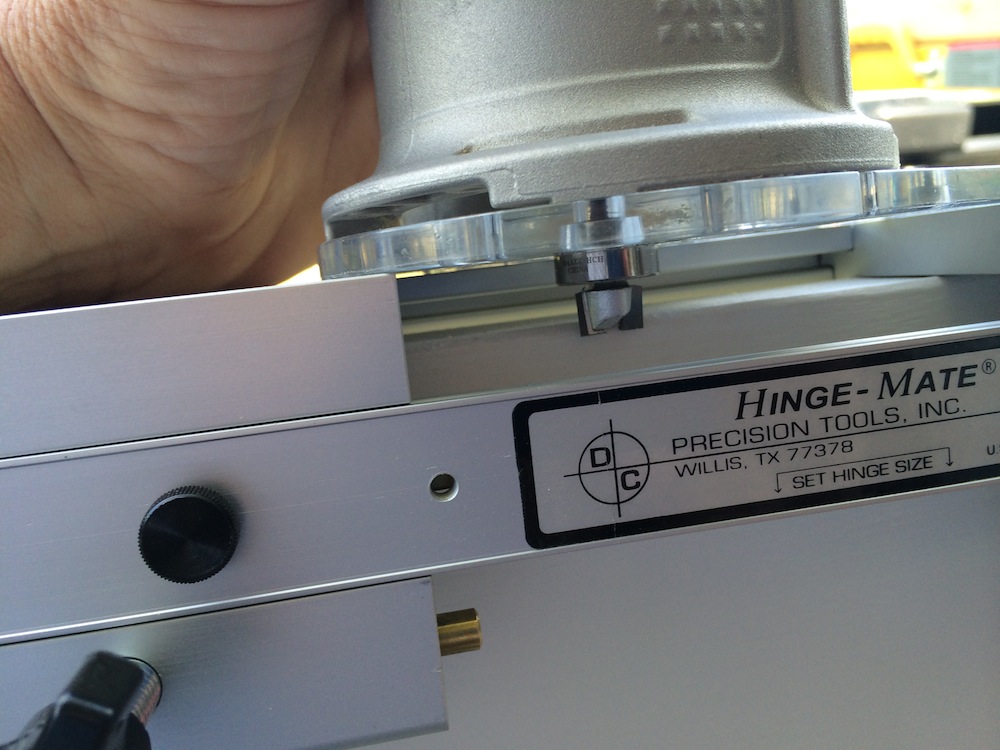 HINGE-MATE®
PRECISION TOOLS, INC.
WILLIS, TX 77378
D
C
SET HINGE SIZE
U.